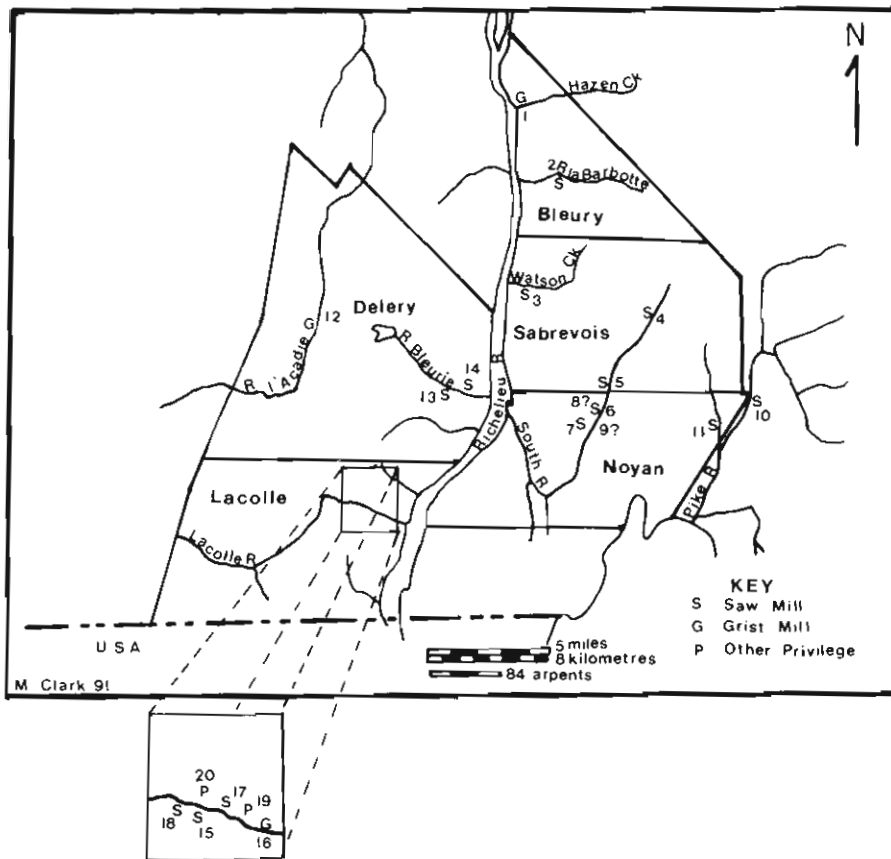 N
Hazen Ck
G
1
2 R la Barbotte
S
Bleury
Watson Ck
S 3
Delery
Sabrevois
S 4
G 12
R l'Acadie
R Bleurie
14
S
13 S
Richelieu R
S 5
8?
S 6
7 S
9?
S
10
11 S
South R
Noyan
Pike R
Lacolle
Lacolle R
KEY
S Saw Mill
G Grist Mill
P Other Privilege
USA
5 miles
8 kilometres
84 arpents
M Clark 91
20
P
S 17
P 19
18 S
S
15
G
16